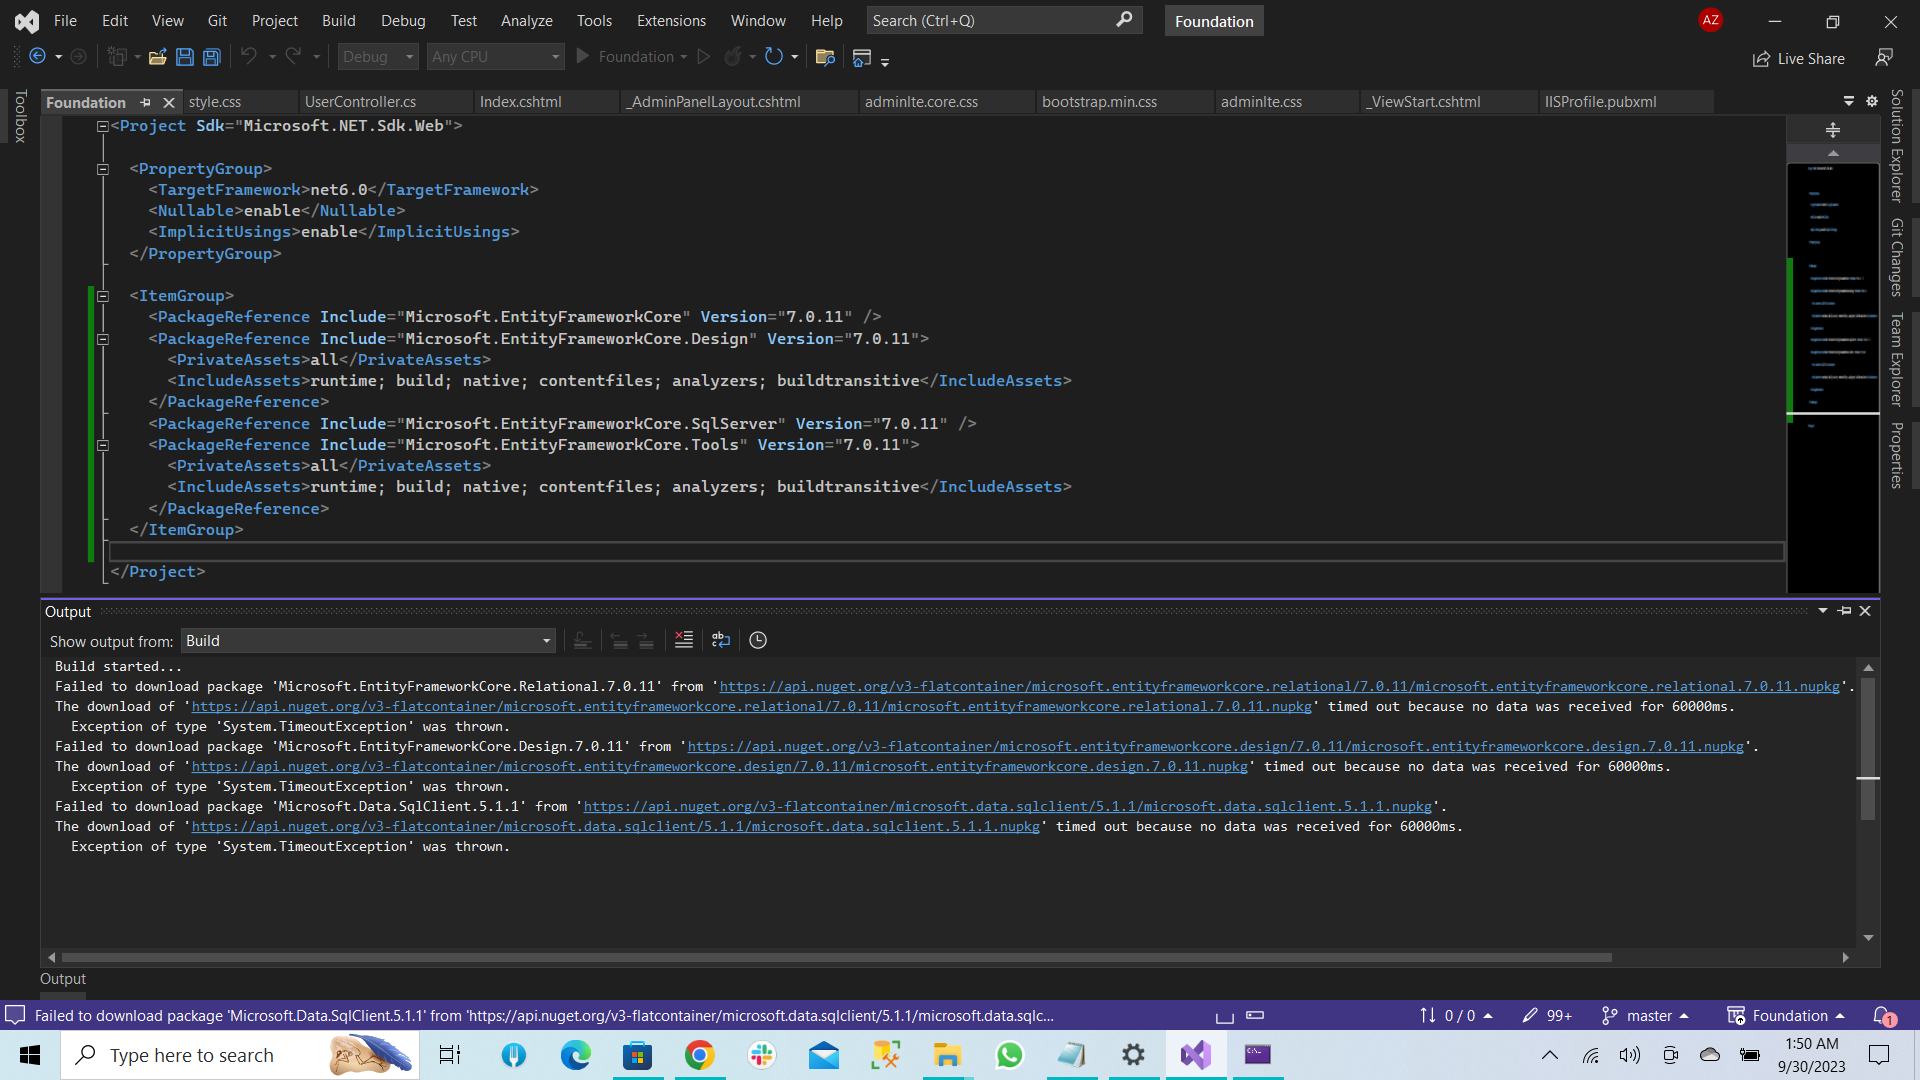 File Edit View Git Project Build Debug Test Analyze Tools Extensions Window Help Search (Ctrl+Q) Foundation AZ
Debug Any CPU Foundation Live Share
Toolbox
Foundation style.css UserController.cs Index.cshtml _AdminPanelLayout.cshtml adminlte.core.css bootstrap.min.css adminlte.css _ViewStart.cshtml IISProfile.pubxml
<Project Sdk="Microsoft.NET.Sdk.Web">
<PropertyGroup>
<TargetFramework>net6.0</TargetFramework>
<Nullable>enable</Nullable>
<ImplicitUsings>enable</ImplicitUsings>
</PropertyGroup>
<ItemGroup>
<PackageReference Include="Microsoft.EntityFrameworkCore" Version="7.0.11" />
<PackageReference Include="Microsoft.EntityFrameworkCore.Design" Version="7.0.11">
<PrivateAssets>all</PrivateAssets>
<IncludeAssets>runtime; build; native; contentfiles; analyzers; buildtransitive</IncludeAssets>
</PackageReference>
<PackageReference Include="Microsoft.EntityFrameworkCore.SqlServer" Version="7.0.11" />
<PackageReference Include="Microsoft.EntityFrameworkCore.Tools" Version="7.0.11">
<PrivateAssets>all</PrivateAssets>
<IncludeAssets>runtime; build; native; contentfiles; analyzers; buildtransitive</IncludeAssets>
</PackageReference>
</ItemGroup>
</Project>
Solution Explorer
Git Changes
Team Explorer
Properties
Output
Show output from: Build
Build started...
Failed to download package 'Microsoft.EntityFrameworkCore.Relational.7.0.11' from 'https://api.nuget.org/v3-flatcontainer/microsoft.entityframeworkcore.relational/7.0.11/microsoft.entityframeworkcore.relational.7.0.11.nupkg'.
The download of 'https://api.nuget.org/v3-flatcontainer/microsoft.entityframeworkcore.relational/7.0.11/microsoft.entityframeworkcore.relational.7.0.11.nupkg' timed out because no data was received for 60000ms.
Exception of type 'System.TimeoutException' was thrown.
Failed to download package 'Microsoft.EntityFrameworkCore.Design.7.0.11' from 'https://api.nuget.org/v3-flatcontainer/microsoft.entityframeworkcore.design/7.0.11/microsoft.entityframeworkcore.design.7.0.11.nupkg'.
The download of 'https://api.nuget.org/v3-flatcontainer/microsoft.entityframeworkcore.design/7.0.11/microsoft.entityframeworkcore.design.7.0.11.nupkg' timed out because no data was received for 60000ms.
Exception of type 'System.TimeoutException' was thrown.
Failed to download package 'Microsoft.Data.SqlClient.5.1.1' from 'https://api.nuget.org/v3-flatcontainer/microsoft.data.sqlclient/5.1.1/microsoft.data.sqlclient.5.1.1.nupkg'.
The download of 'https://api.nuget.org/v3-flatcontainer/microsoft.data.sqlclient/5.1.1/microsoft.data.sqlclient.5.1.1.nupkg' timed out because no data was received for 60000ms.
Exception of type 'System.TimeoutException' was thrown.
Output
Failed to download package 'Microsoft.Data.SqlClient.5.1.1' from 'https://api.nuget.org/v3-flatcontainer/microsoft.data.sqlclient/5.1.1/microsoft.data.sqlc... 0 / 0 99+ master Foundation 1
Type here to search
1:50 AM
9/30/2023